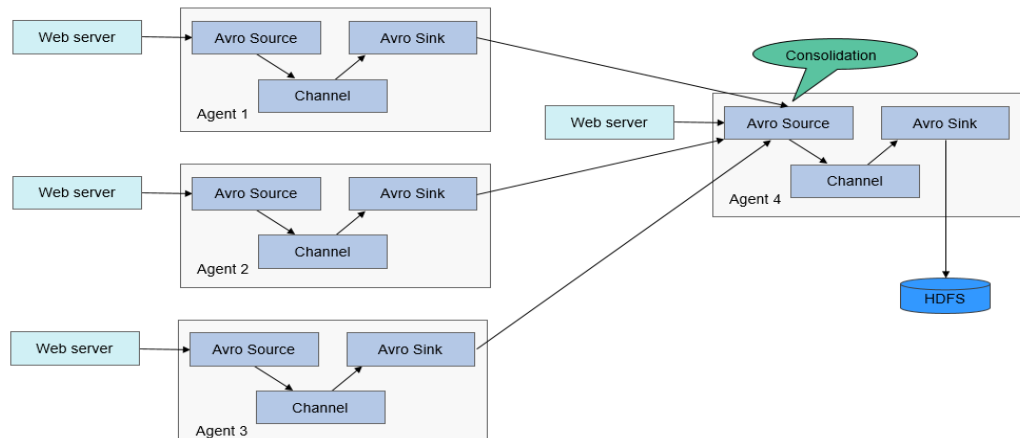 Web server
Avro Source
Avro Sink
Channel
Agent 1
Consolidation
Web server
Avro Source
Avro Sink
Channel
Agent 4
Web server
Avro Source
Avro Sink
Channel
Agent 2
HDFS
Web server
Avro Source
Avro Sink
Channel
Agent 3